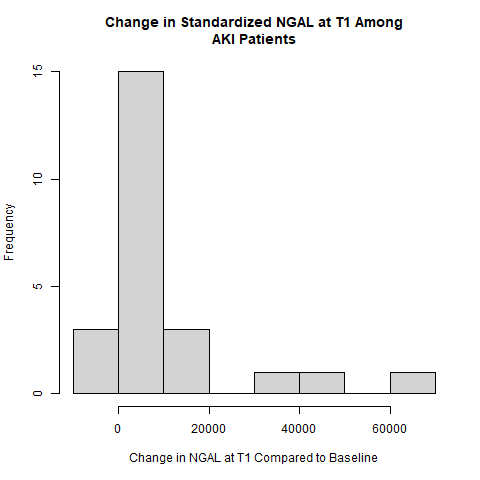 Change in Standardized NGAL at T1 Among
AKI Patients
Frequency
15
10
5
0
0 20000 40000 60000
Change in NGAL at T1 Compared to Baseline